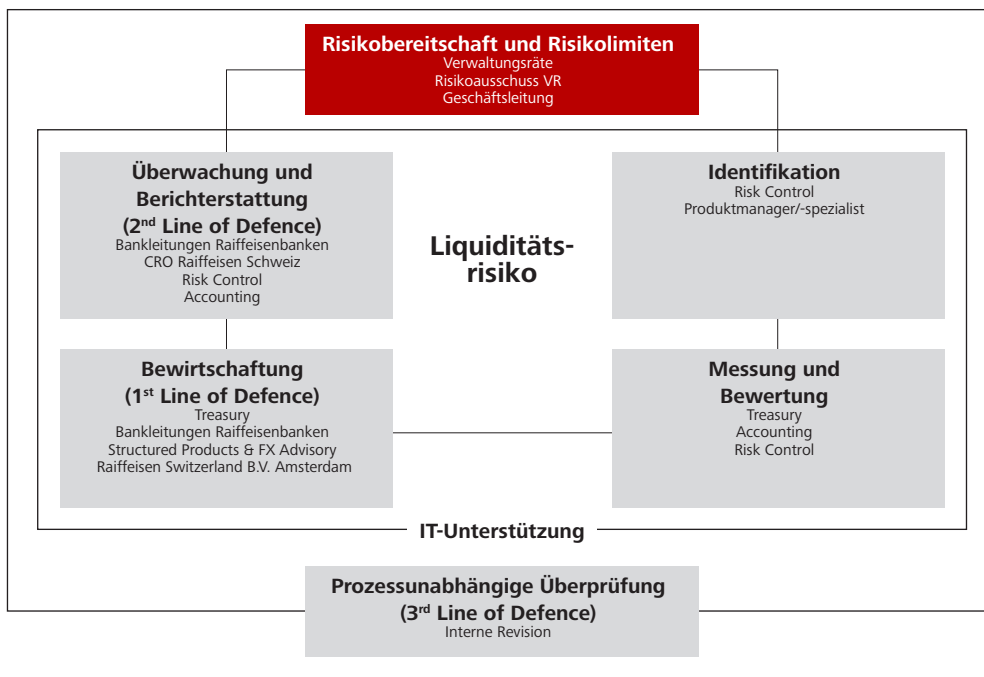 Risikobereitschaft und Risikolimiten
Verwaltungsräte
Risikoausschuss VR
Geschäftsleitung
Überwachung und
Berichterstattung
(2nd Line of Defence)
Bankleitungen Raiffeisenbanken
CRO Raiffeisen Schweiz
Risk Control
Accounting
Liquiditäts-
risiko
Identifikation
Risk Control
Produktmanager/-spezialist
Bewirtschaftung
(1st Line of Defence)
Treasury
Bankleitungen Raiffeisenbanken
Structured Products & FX Advisory
Raiffeisen Switzerland B.V. Amsterdam
Messung und
Bewertung
Treasury
Accounting
Risk Control
IT-Unterstützung
Prozessunabhängige Überprüfung
(3rd Line of Defence)
Interne Revision